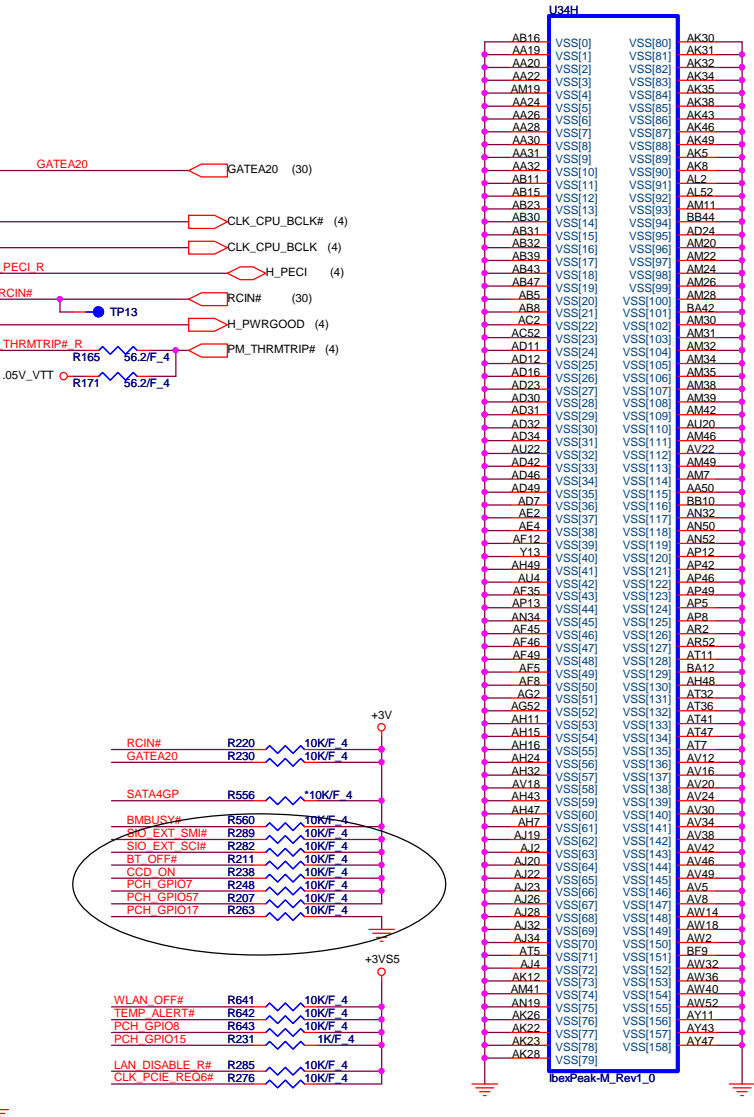 GATEA20 GATEA20 (30)
CLK_CPU_BCLK# (4)
CLK_CPU_BCLK (4)
PECI_R H_PECI (4)
RCIN# RCIN# (30)
TP13
H_PWRGOOD (4)
THRMTRIP#_R R165 56.2/F_4 PM_THRMTRIP# (4)
.05V_VTT R171 56.2/F_4
+3V
RCIN# R220 10K/F_4
GATEA20 R230 10K/F_4
SATA4GP R556 *10K/F_4
BMBUSY# R560 10K/F_4
SIO_EXT_SMI# R289 10K/F_4
SIO_EXT_SCI# R282 10K/F_4
BT_OFF# R211 10K/F_4
CCD_ON R238 10K/F_4
PCH_GPIO7 R248 10K/F_4
PCH_GPIO57 R207 10K/F_4
PCH_GPIO17 R263 10K/F_4
+3VS5
WLAN_OFF# R641 10K/F_4
TEMP_ALERT# R642 10K/F_4
PCH_GPIO8 R643 10K/F_4
PCH_GPIO15 R231 1K/F_4
LAN_DISABLE_R# R285 10K/F_4
CLK_PCIE_REQ6# R276 10K/F_4
U34H
AB16 VSS[0] VSS[80] AK30
AA19 VSS[1] VSS[81] AK31
AA20 VSS[2] VSS[82] AK32
AA22 VSS[3] VSS[83] AK34
AM19 VSS[4] VSS[84] AK35
AA24 VSS[5] VSS[85] AK38
AA26 VSS[6] VSS[86] AK43
AA28 VSS[7] VSS[87] AK46
AA30 VSS[8] VSS[88] AK49
AA31 VSS[9] VSS[89] AK5
AA32 VSS[10] VSS[90] AK8
AB11 VSS[11] VSS[91] AL2
AB15 VSS[12] VSS[92] AL52
AB23 VSS[13] VSS[93] AM11
AB30 VSS[14] VSS[94] BB44
AB31 VSS[15] VSS[95] AD24
AB32 VSS[16] VSS[96] AM20
AB39 VSS[17] VSS[97] AM22
AB43 VSS[18] VSS[98] AM24
AB47 VSS[19] VSS[99] AM26
AB5 VSS[20] VSS[100] AM28
AB8 VSS[21] VSS[101] BA42
AC2 VSS[22] VSS[102] AM30
AC52 VSS[23] VSS[103] AM31
AD11 VSS[24] VSS[104] AM32
AD12 VSS[25] VSS[105] AM34
AD16 VSS[26] VSS[106] AM35
AD23 VSS[27] VSS[107] AM38
AD30 VSS[28] VSS[108] AM39
AD31 VSS[29] VSS[109] AM42
AD32 VSS[30] VSS[110] AU20
AD34 VSS[31] VSS[111] AM46
AU22 VSS[32] VSS[112] AV22
AD42 VSS[33] VSS[113] AM49
AD46 VSS[34] VSS[114] AM7
AD49 VSS[35] VSS[115] AA50
AD7 VSS[36] VSS[116] BB10
AE2 VSS[37] VSS[117] AN32
AE4 VSS[38] VSS[118] AN50
AF12 VSS[39] VSS[119] AN52
Y13 VSS[40] VSS[120] AP12
AH49 VSS[41] VSS[121] AP42
AU4 VSS[42] VSS[122] AP46
AF35 VSS[43] VSS[123] AP49
AP13 VSS[44] VSS[124] AP5
AN34 VSS[45] VSS[125] AP8
AF45 VSS[46] VSS[126] AR2
AF46 VSS[47] VSS[127] AR52
AF49 VSS[48] VSS[128] AT11
AF5 VSS[49] VSS[129] BA12
AF8 VSS[50] VSS[130] AH48
AG2 VSS[51] VSS[131] AT32
AG52 VSS[52] VSS[132] AT36
AH11 VSS[53] VSS[133] AT41
AH15 VSS[54] VSS[134] AT47
AH16 VSS[55] VSS[135] AT7
AH24 VSS[56] VSS[136] AV12
AH32 VSS[57] VSS[137] AV16
AV18 VSS[58] VSS[138] AV20
AH43 VSS[59] VSS[139] AV24
AH47 VSS[60] VSS[140] AV30
AH7 VSS[61] VSS[141] AV34
AJ19 VSS[62] VSS[142] AV38
AJ2 VSS[63] VSS[143] AV42
AJ20 VSS[64] VSS[144] AV46
AJ22 VSS[65] VSS[145] AV49
AJ23 VSS[66] VSS[146] AV5
AJ26 VSS[67] VSS[147] AV8
AJ28 VSS[68] VSS[148] AW14
AJ32 VSS[69] VSS[149] AW18
AJ34 VSS[70] VSS[150] AW2
AT5 VSS[71] VSS[151] BF9
AJ4 VSS[72] VSS[152] AW32
AK12 VSS[73] VSS[153] AW36
AM41 VSS[74] VSS[154] AW40
AN19 VSS[75] VSS[155] AW52
AK26 VSS[76] VSS[156] AY11
AK22 VSS[77] VSS[157] AY43
AK23 VSS[78] VSS[158] AY47
AK28 VSS[79]
IbexPeak-M_Rev1_0